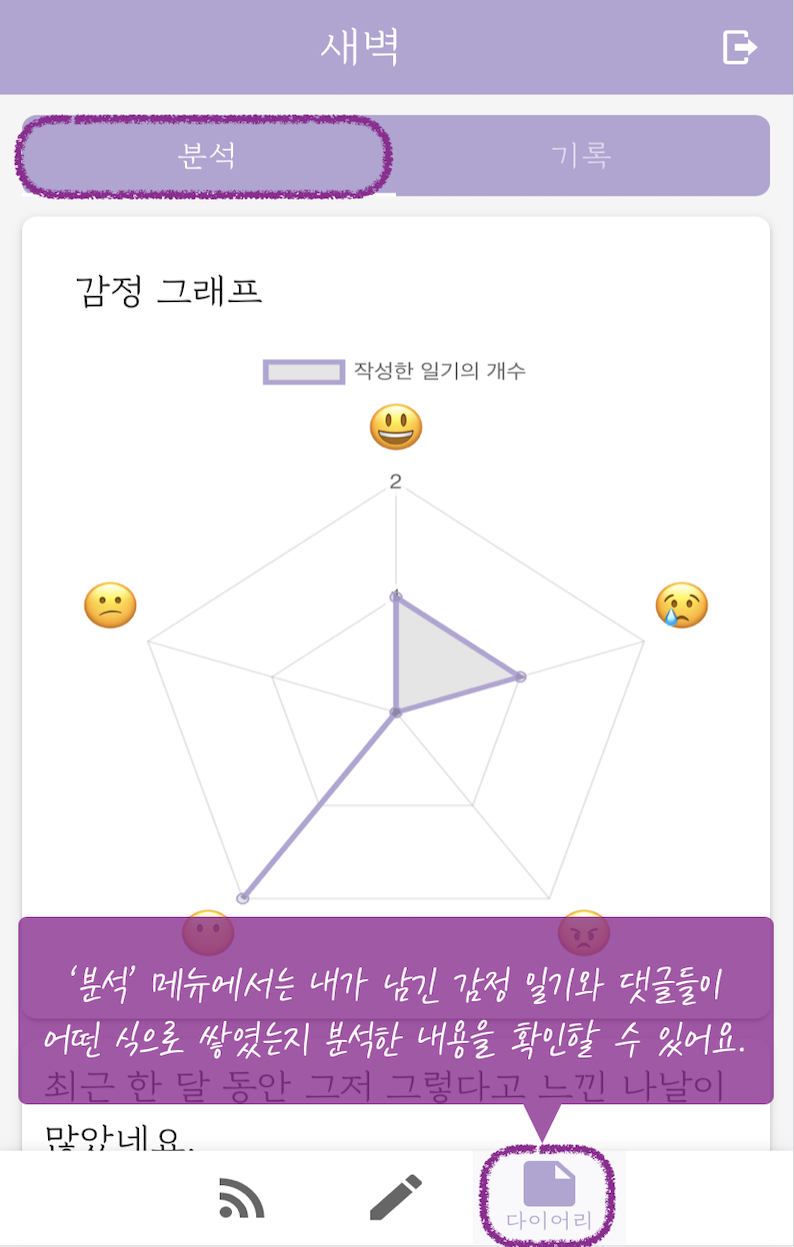 새벽
분석
기록
감정 그래프
작성한 일기의 개수
2
1
‘분석’ 메뉴에서는 내가 남긴 감정 일기와 댓글들이
어떤 식으로 쌓였는지 분석한 내용을 확인할 수 있어요.
최근 한 달 동안 그저 그렇다고 느낀 나날이
많았네요.
다이어리